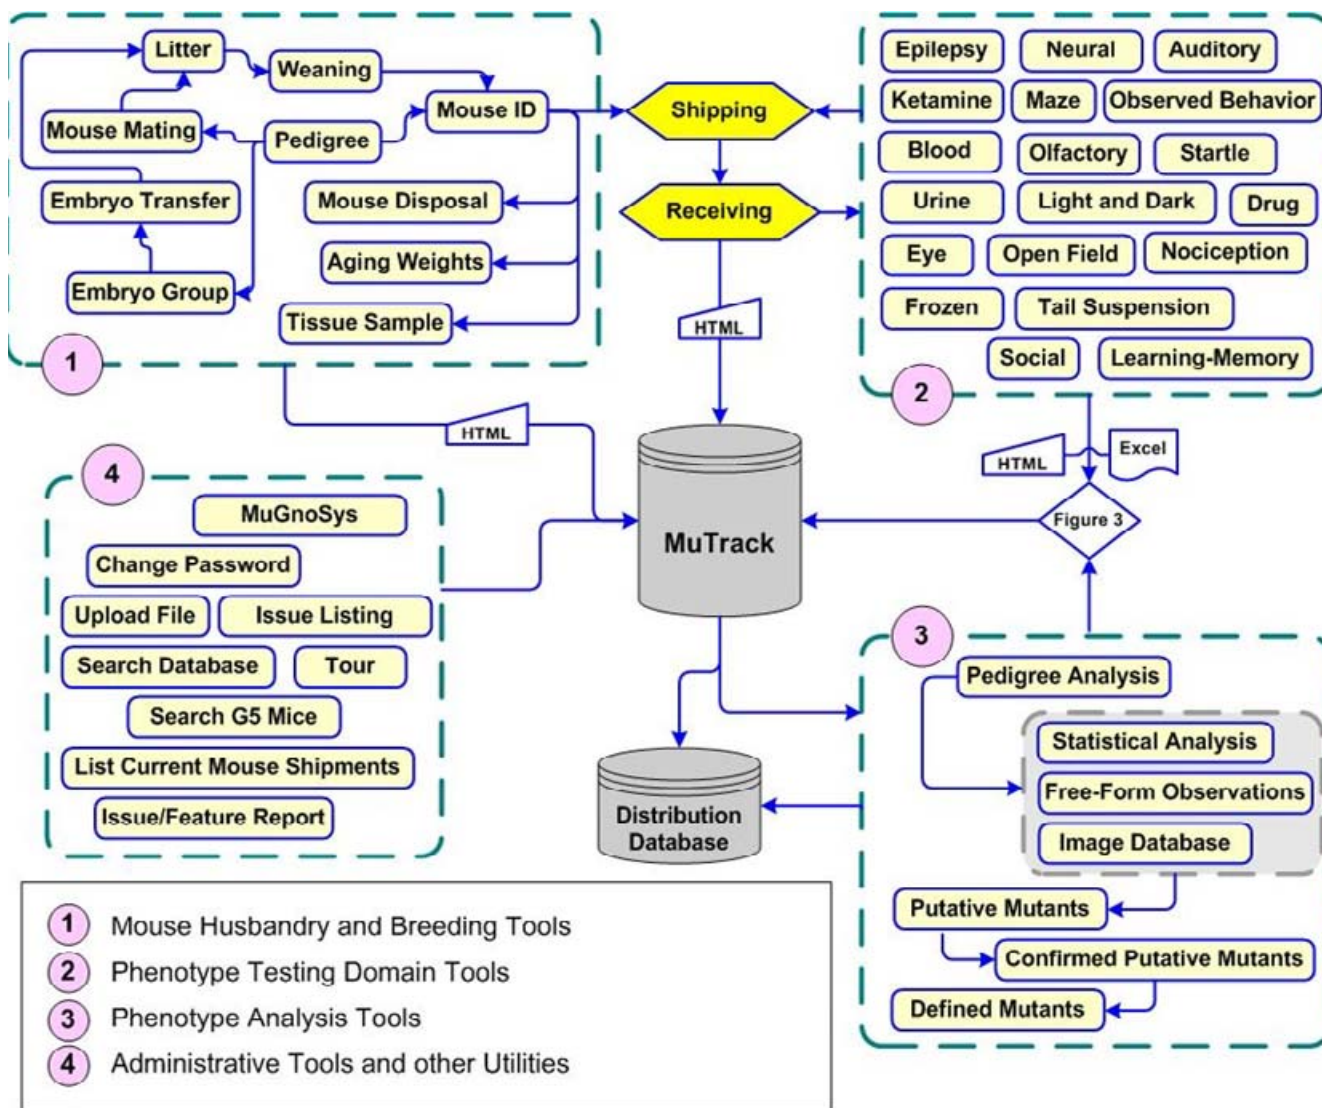 Litter
Weaning
Mouse ID
Mouse Mating
Pedigree
Embryo Transfer
Mouse Disposal
Aging Weights
Embryo Group
Tissue Sample
1
Shipping
Receiving
HTML
Epilepsy
Neural
Auditory
Ketamine
Maze
Observed Behavior
Blood
Olfactory
Startle
Urine
Light and Dark
Drug
Eye
Open Field
Nociception
Frozen
Tail Suspension
Social
Learning-Memory
2
HTML
HTML
Excel
Figure 3
MuTrack
4
MuGnoSys
Change Password
Upload File
Issue Listing
Search Database
Tour
Search G5 Mice
List Current Mouse Shipments
Issue/Feature Report
Distribution
Database
3
Pedigree Analysis
Statistical Analysis
Free-Form Observations
Image Database
Putative Mutants
Confirmed Putative Mutants
Defined Mutants
1 Mouse Husbandry and Breeding Tools
2 Phenotype Testing Domain Tools
3 Phenotype Analysis Tools
4 Administrative Tools and other Utilities